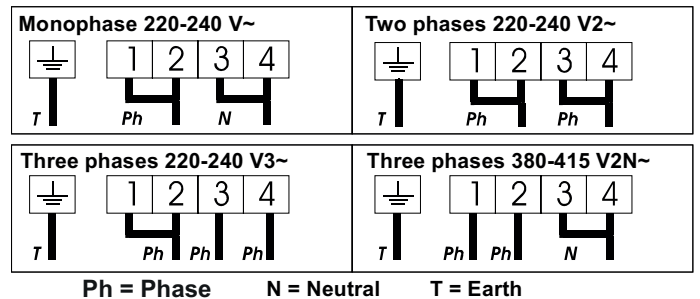 Monophase 220-240 V~
1 2 3 4
T Ph N
Two phases 220-240 V2~
1 2 3 4
T Ph Ph
Three phases 220-240 V3~
1 2 3 4
T Ph Ph Ph
Three phases 380-415 V2N~
1 2 3 4
T Ph Ph N
Ph = Phase N = Neutral T = Earth